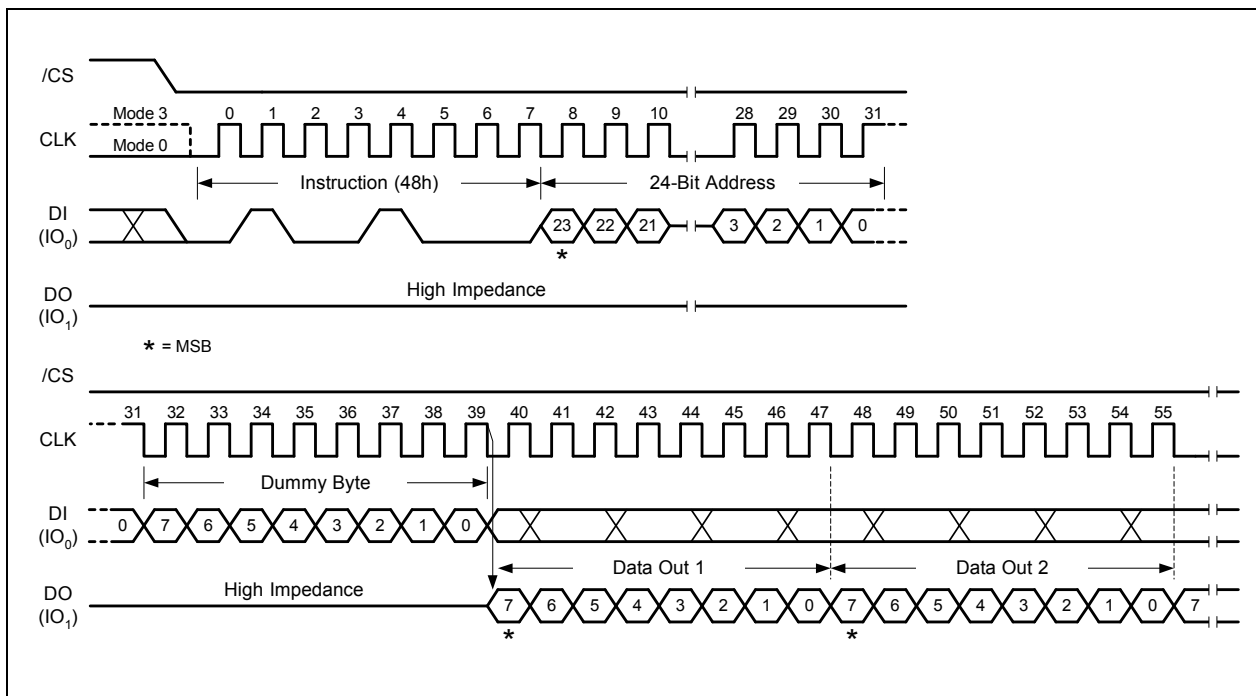 /CS
Mode 3 0 1 2 3 4 5 6 7 8 9 10 28 29 30 31
CLK
Mode 0
Instruction (48h) 24-Bit Address
DI
(IO0) 23 22 21 3 2 1 0
*
High Impedance
DO
(IO1)
* = MSB
/CS
31 32 33 34 35 36 37 38 39 40 41 42 43 44 45 46 47 48 49 50 51 52 53 54 55
CLK
Dummy Byte
DI
(IO0) 0 7 6 5 4 3 2 1 0
Data Out 1 Data Out 2
High Impedance
DO
(IO1) 7 6 5 4 3 2 1 0 7 6 5 4 3 2 1 0 7
* *